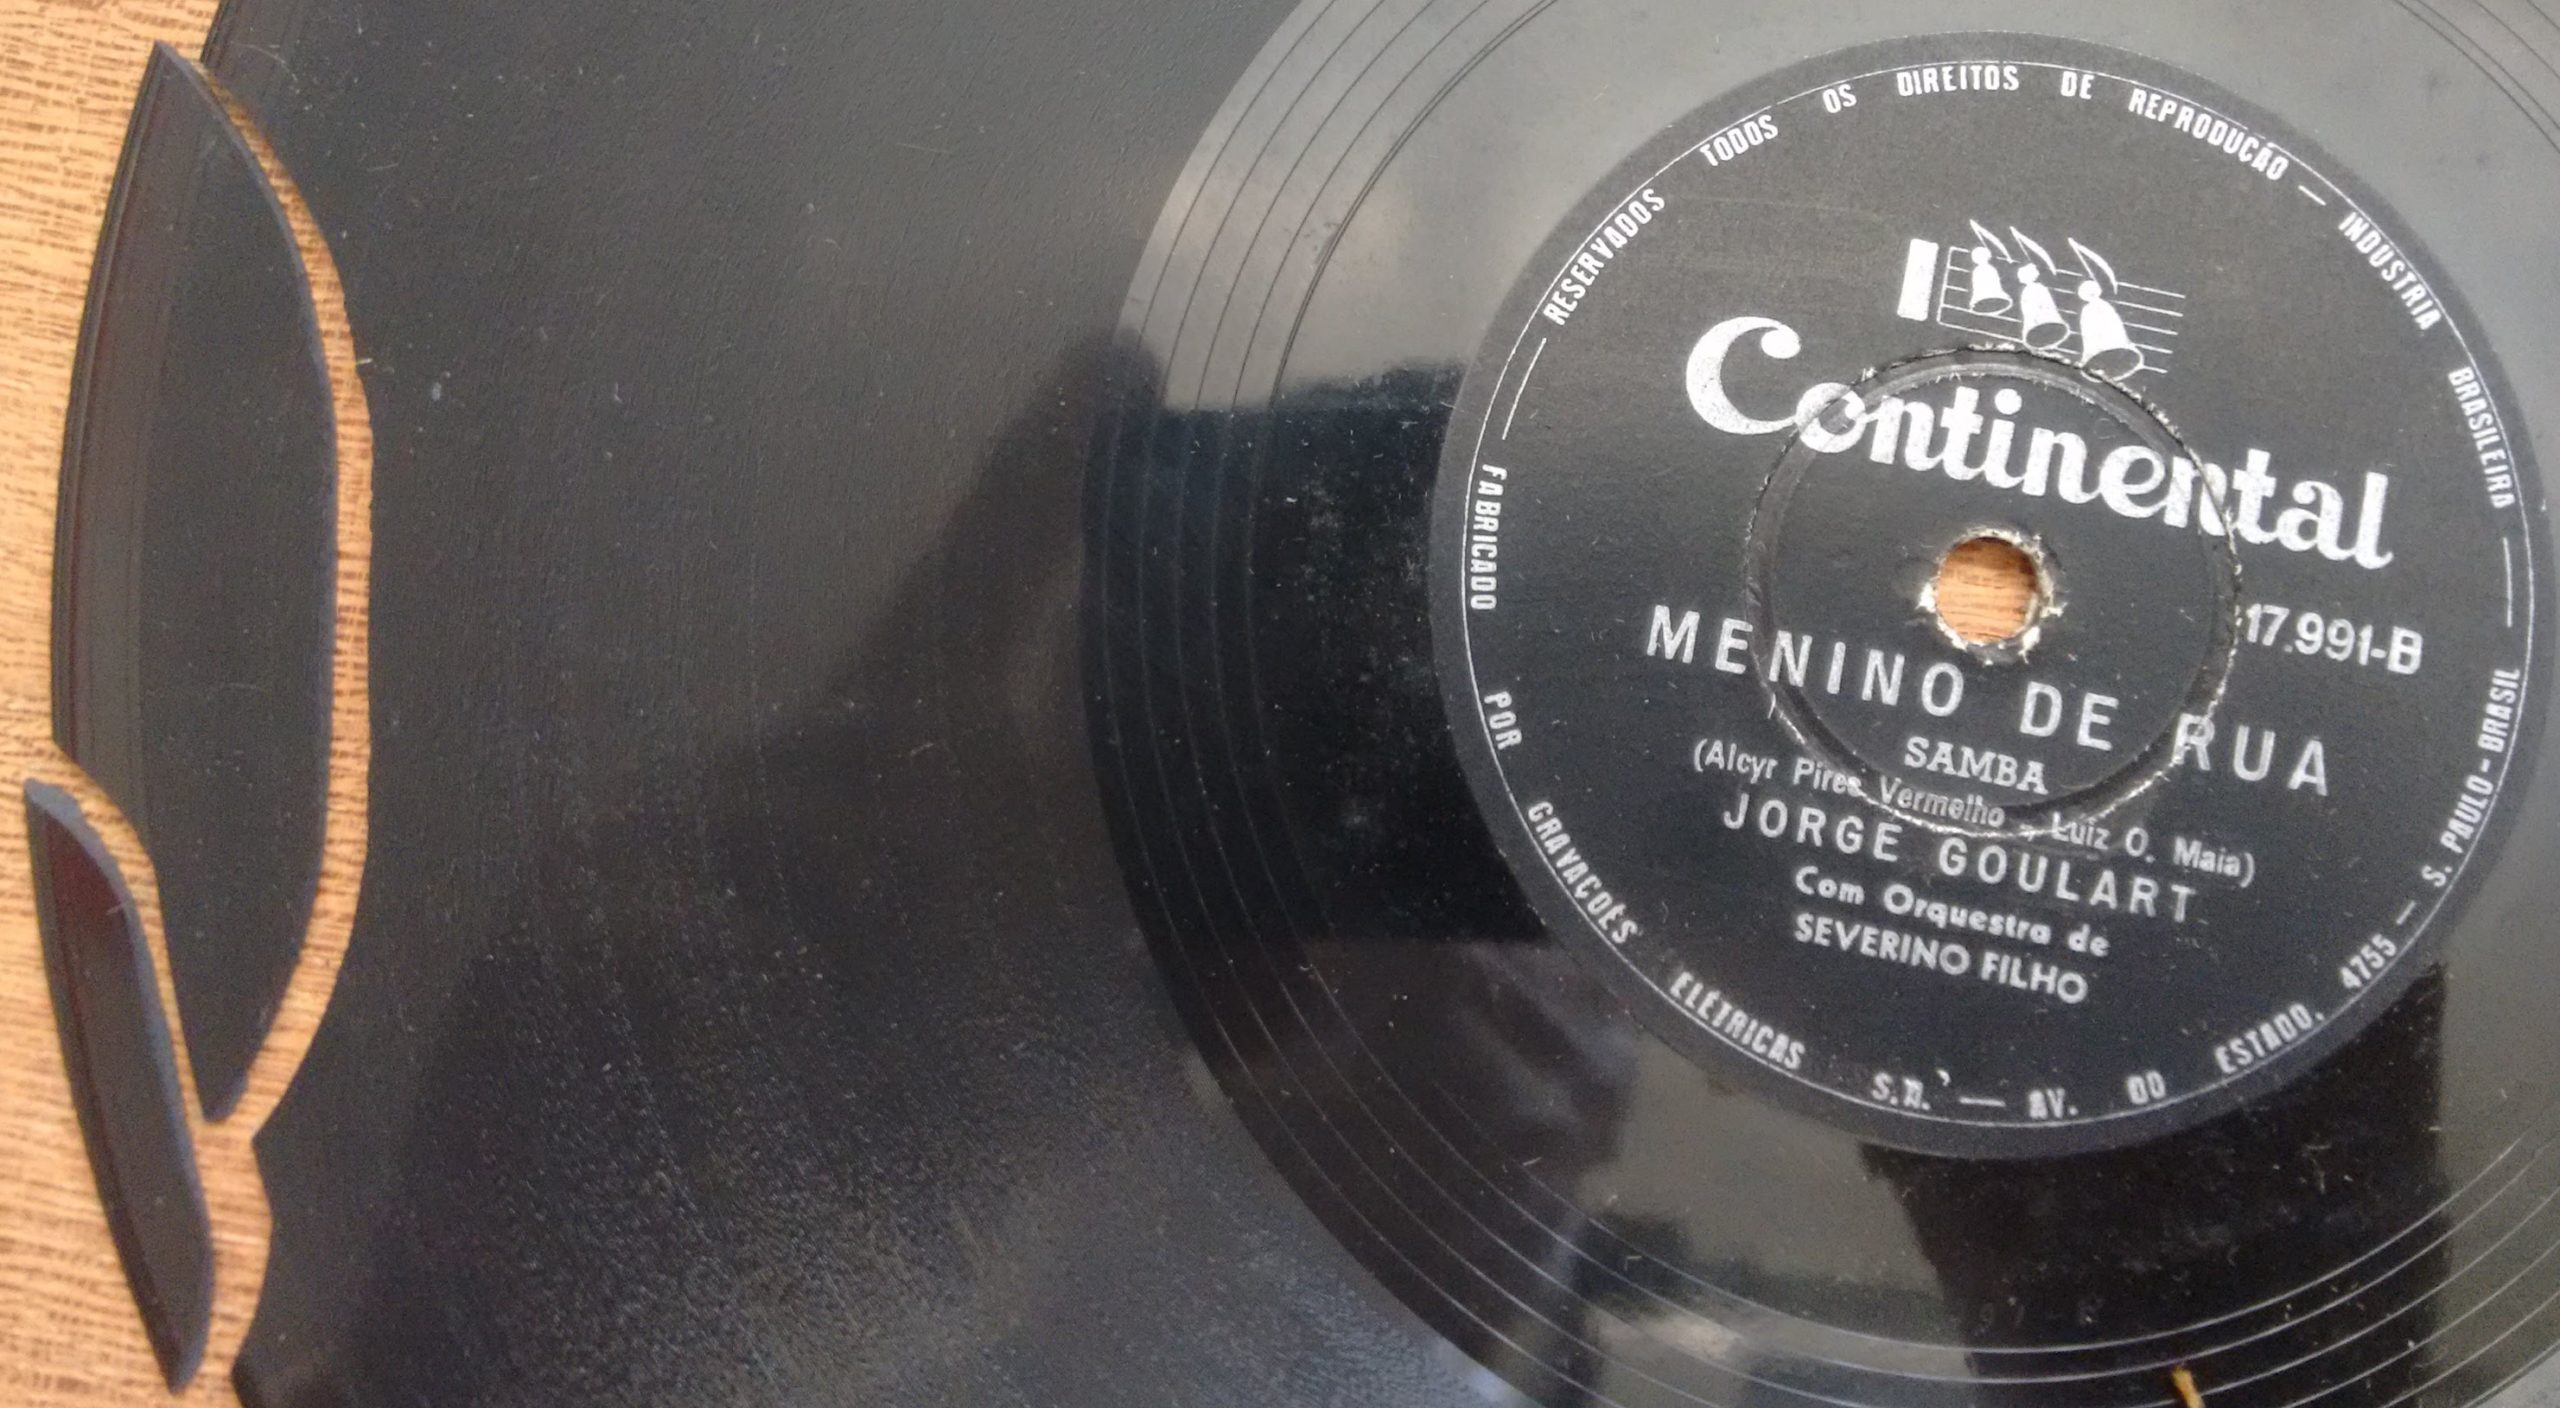 Continental
17.991-B
MENINO DE RUA
SAMBA
(Alcyr Pires Vermelho - Luiz O. Maia)
JORGE GOULART
Com Orquestra de
SEVERINO FILHO
FABRICADO POR GRAVAÇOÉS ELÉTRICAS S.A. — AV. DO ESTADO, 4755 — S. PAULO-BRASIL — RESERVADOS TODOS OS DIREITOS DE REPRODUÇÃO — INDUSTRIA BRASILEIRA —